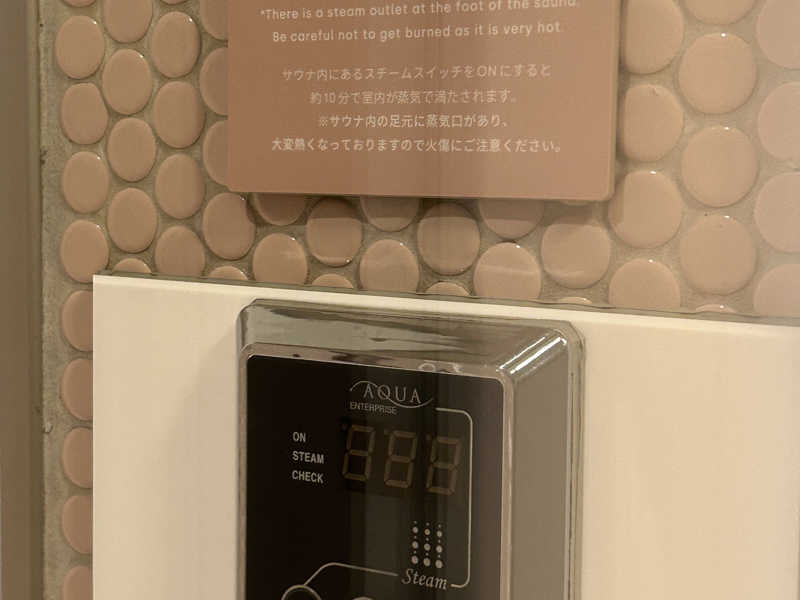 *There is a steam outlet at the foot of the sauna.
Be careful not to get burned as it is very hot.
サウナ内にあるスチームスイッチをONにすると
約10分で室内が蒸気で満たされます。
※サウナ内の足元に蒸気口があり、
大変熱くなっておりますので火傷にご注意ください。
AQUA
ENTERPRISE
ON
STEAM
CHECK
888
Steam